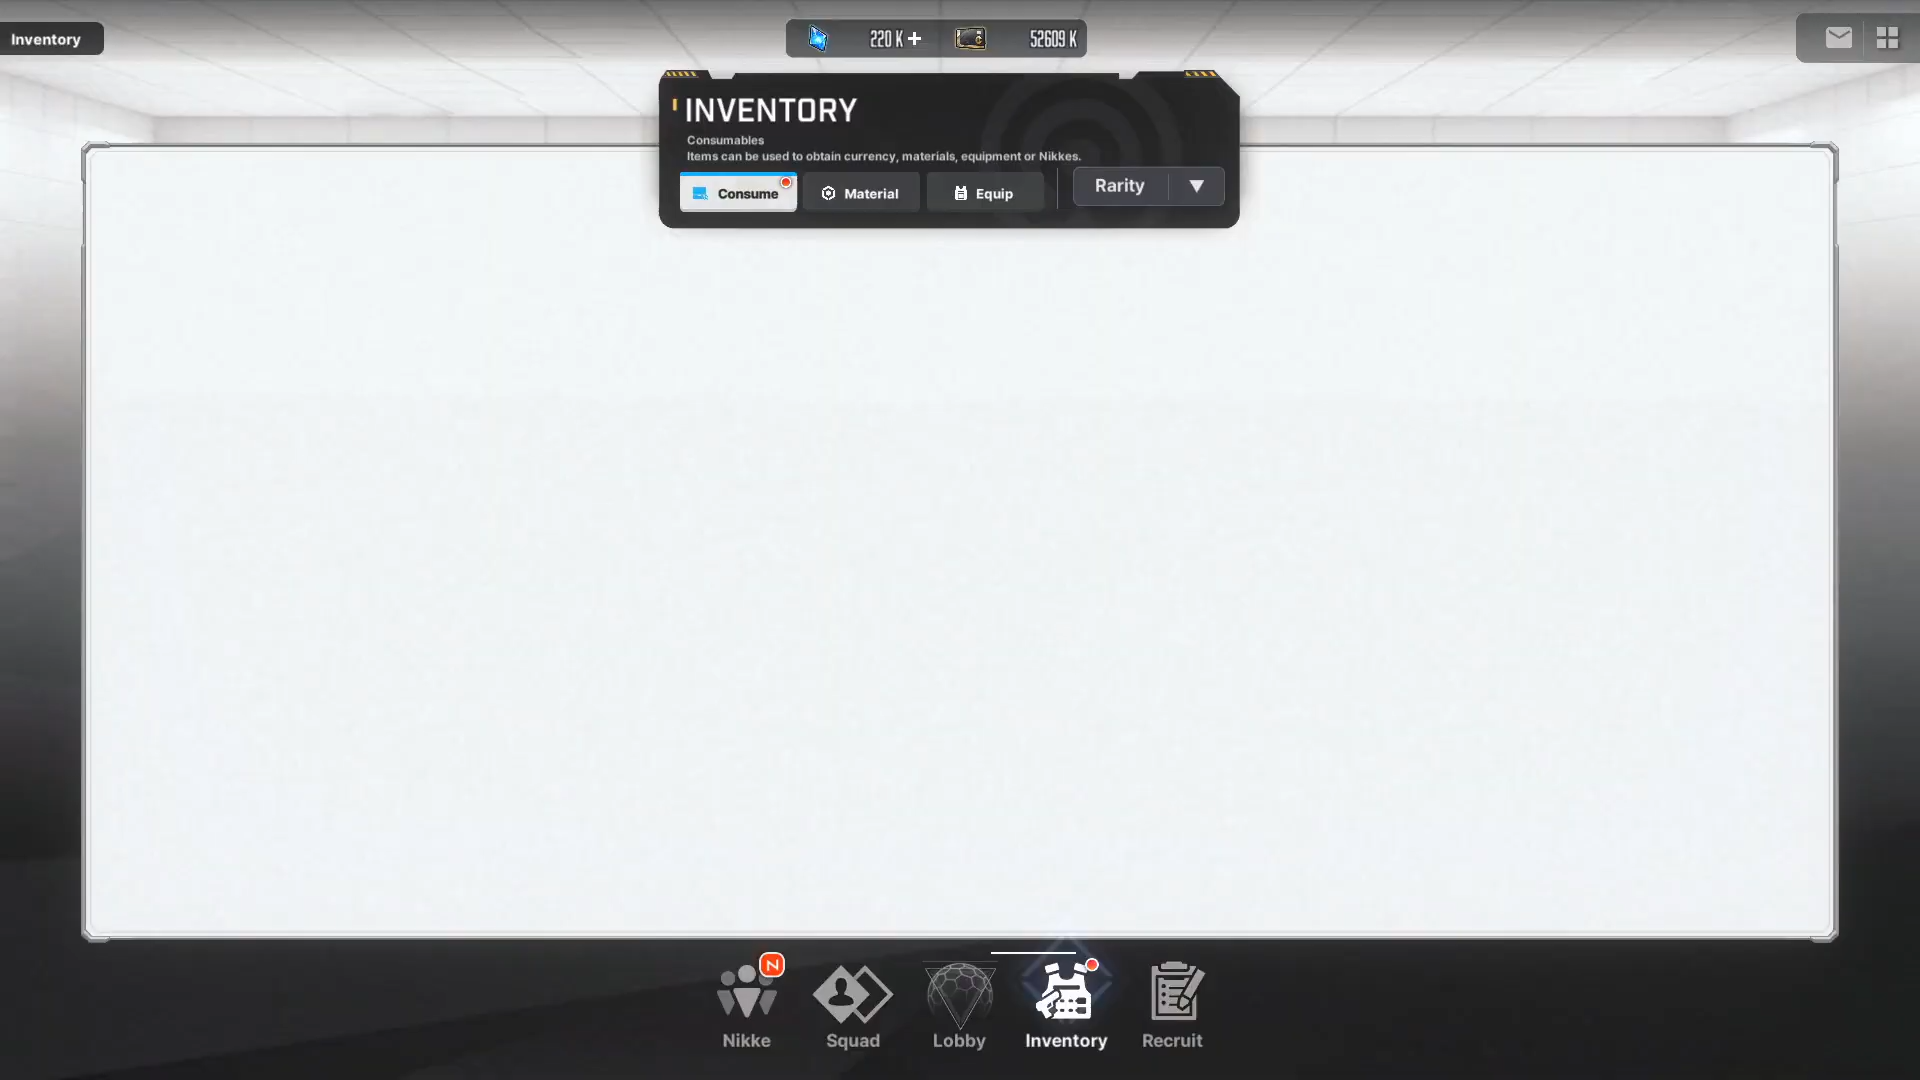 Inventory
220 K
52609 K
INVENTORY
Consumables
Items can be used to obtain currency, materials, equipment or Nikkes.
Consume
Material
Equip
Rarity
N
Nikke
Squad
Lobby
Inventory
Recruit